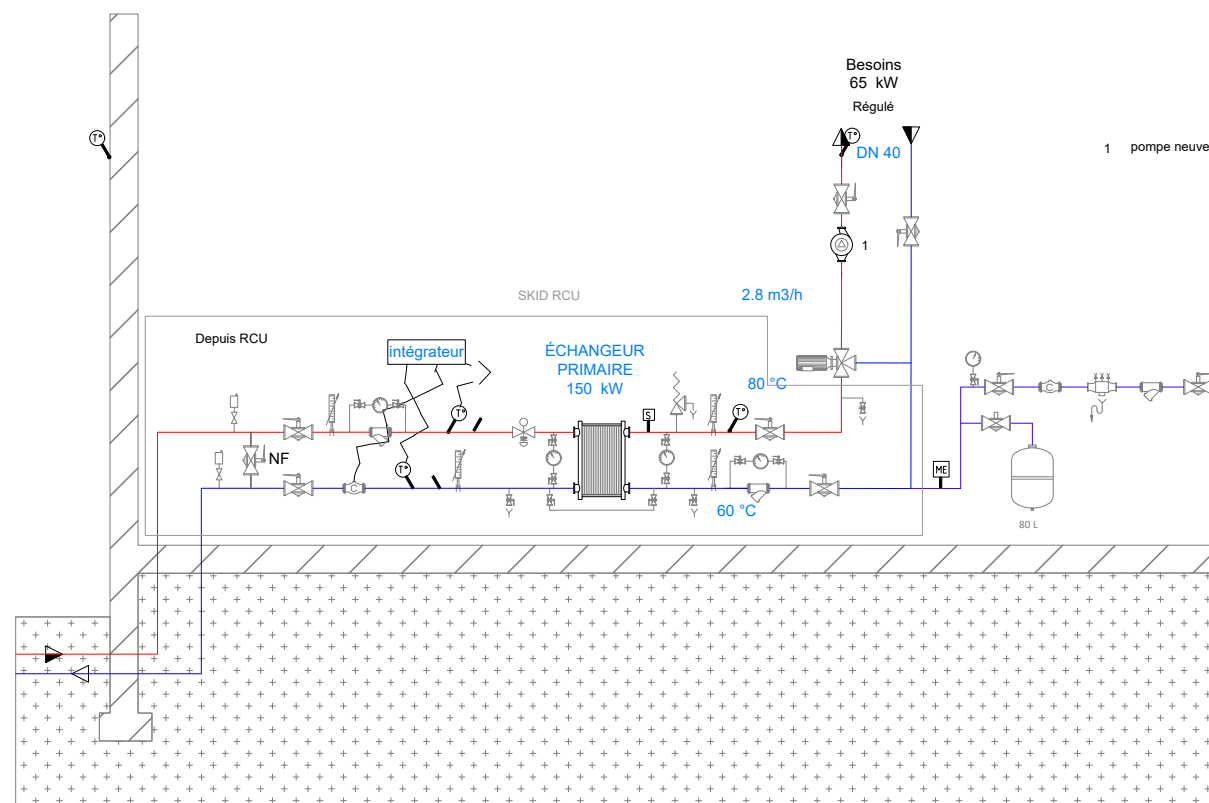 Besoins
65 kW
Régulé
T°
T°
DN 40
1 pompe neuve
1
SKID RCU
2.8 m3/h
Depuis RCU
intégrateur
ÉCHANGEUR
PRIMAIRE
150 kW
80 °C
T°
S
T°
NF
C
T°
ME
C
60 °C
80 L